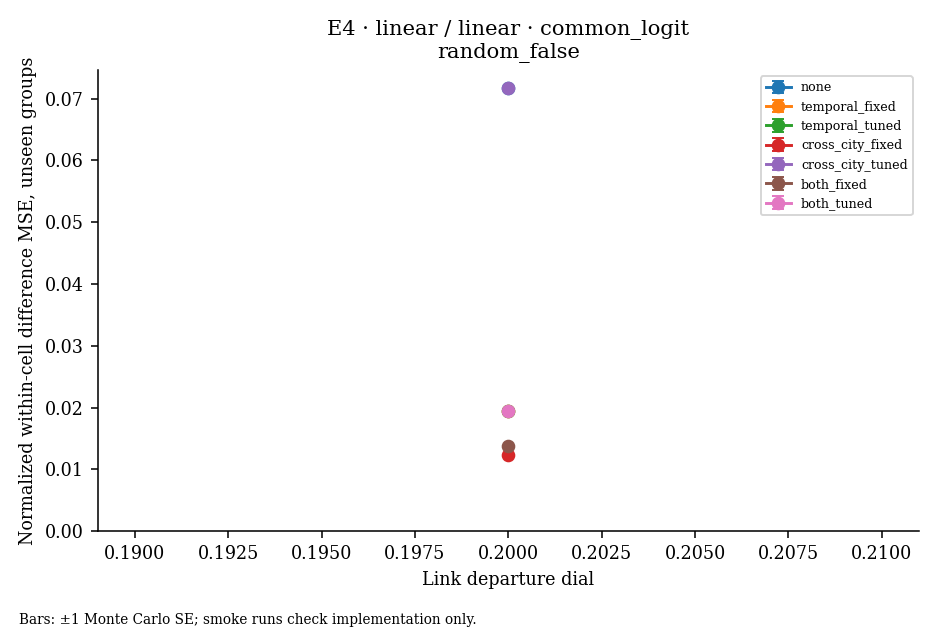 E4 · linear / linear · common_logit
random_false
Normalized within-cell difference MSE, unseen groups
0.07
0.06
0.05
0.04
0.03
0.02
0.01
0.00
none
temporal_fixed
temporal_tuned
cross_city_fixed
cross_city_tuned
both_fixed
both_tuned
0.1900 0.1925 0.1950 0.1975 0.2000 0.2025 0.2050 0.2075 0.2100
Link departure dial
Bars: ±1 Monte Carlo SE; smoke runs check implementation only.